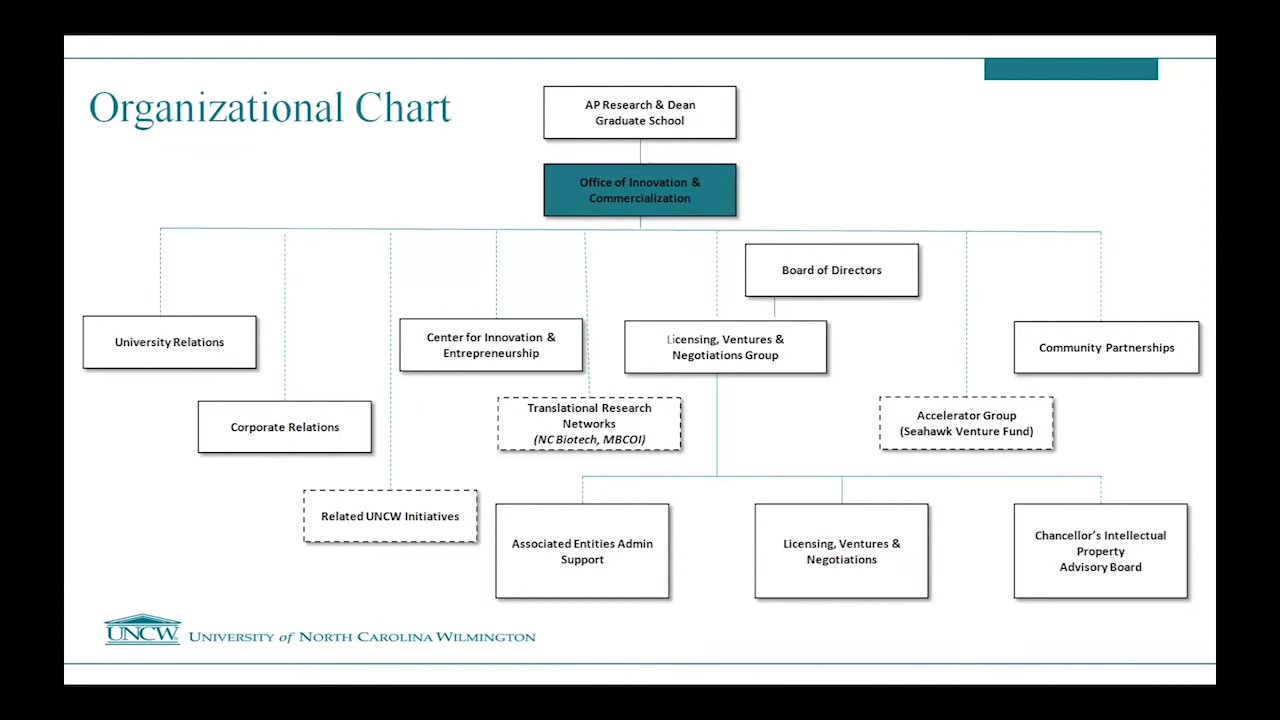 Organizational Chart
AP Research & Dean
Graduate School
Office of Innovation &
Commercialization
Board of Directors
University Relations
Center for Innovation &
Entrepreneurship
Licensing, Ventures &
Negotiations Group
Community Partnerships
Corporate Relations
Translational Research
Networks
(NC Biotech, MBCOI)
Accelerator Group
(Seahawk Venture Fund)
Related UNCW Initiatives
Associated Entities Admin
Support
Licensing, Ventures &
Negotiations
Chancellor's Intellectual
Property
Advisory Board
UNCW UNIVERSITY of NORTH CAROLINA WILMINGTON